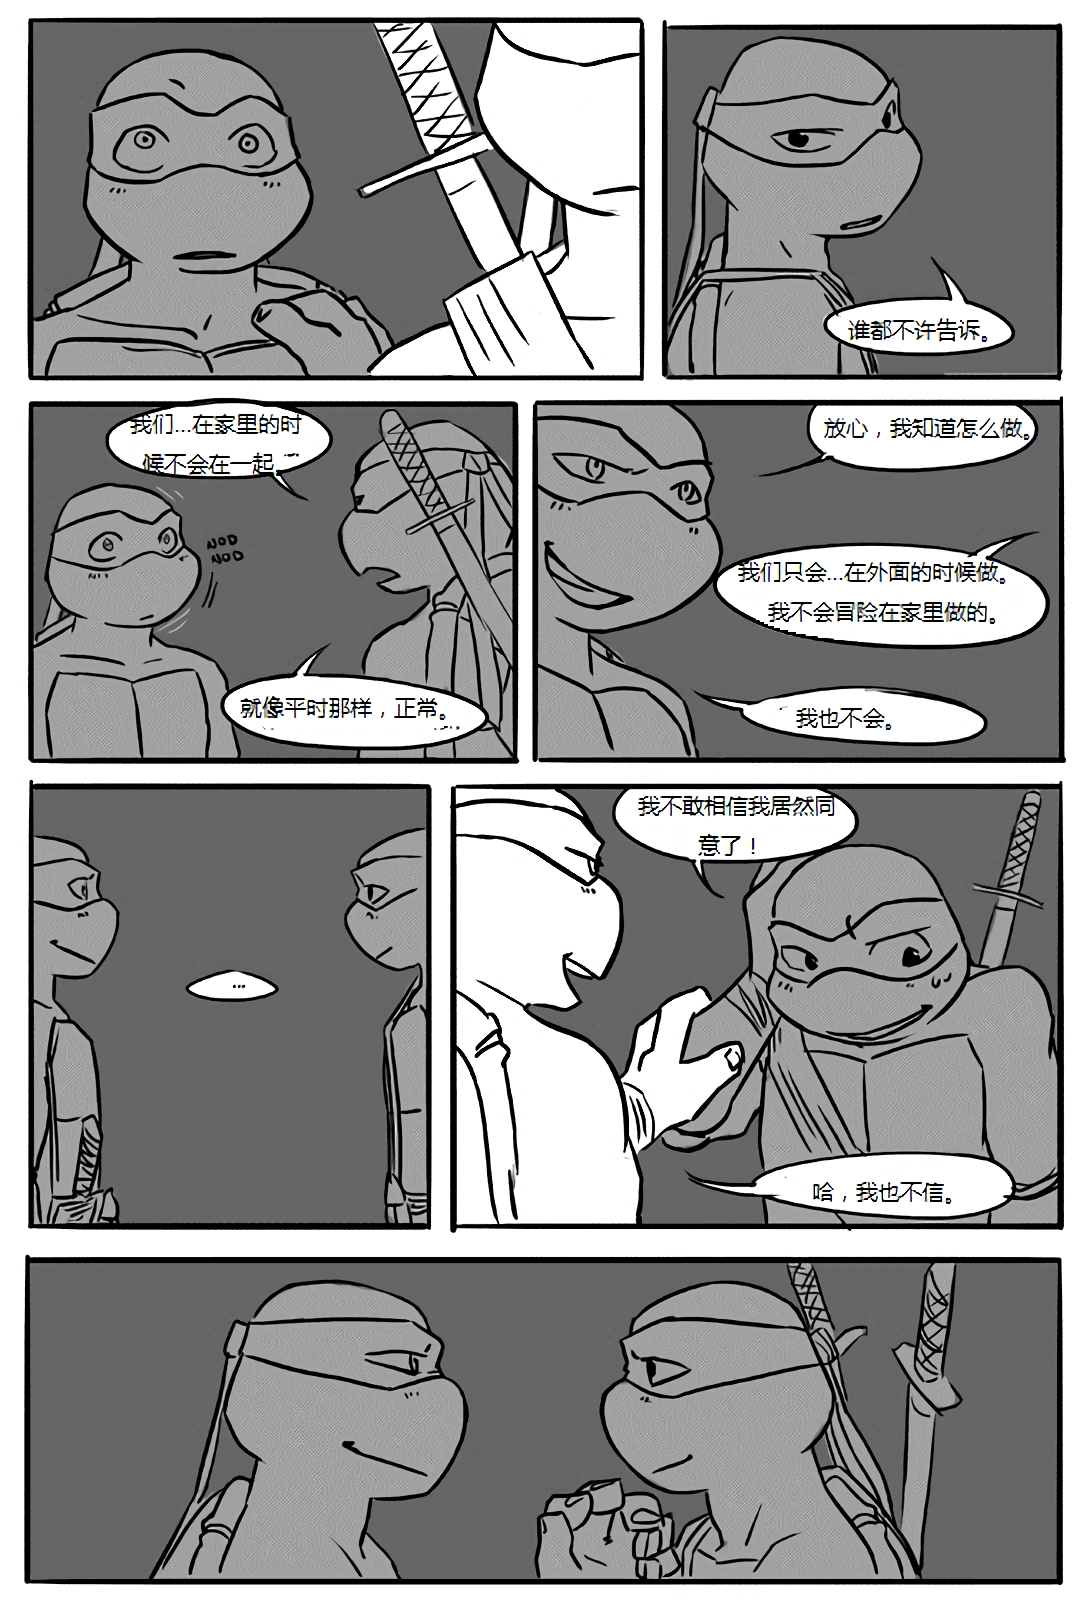 谁都不许告诉。
我们…在家里的时
候不会在一起。
NOD
NOD
就像平时那样，正常。
放心，我知道怎么做。
我们只会…在外面的时候做。
我不会冒险在家里做的。
我也不会。
…
我不敢相信我居然同
意了！
哈，我也不信。